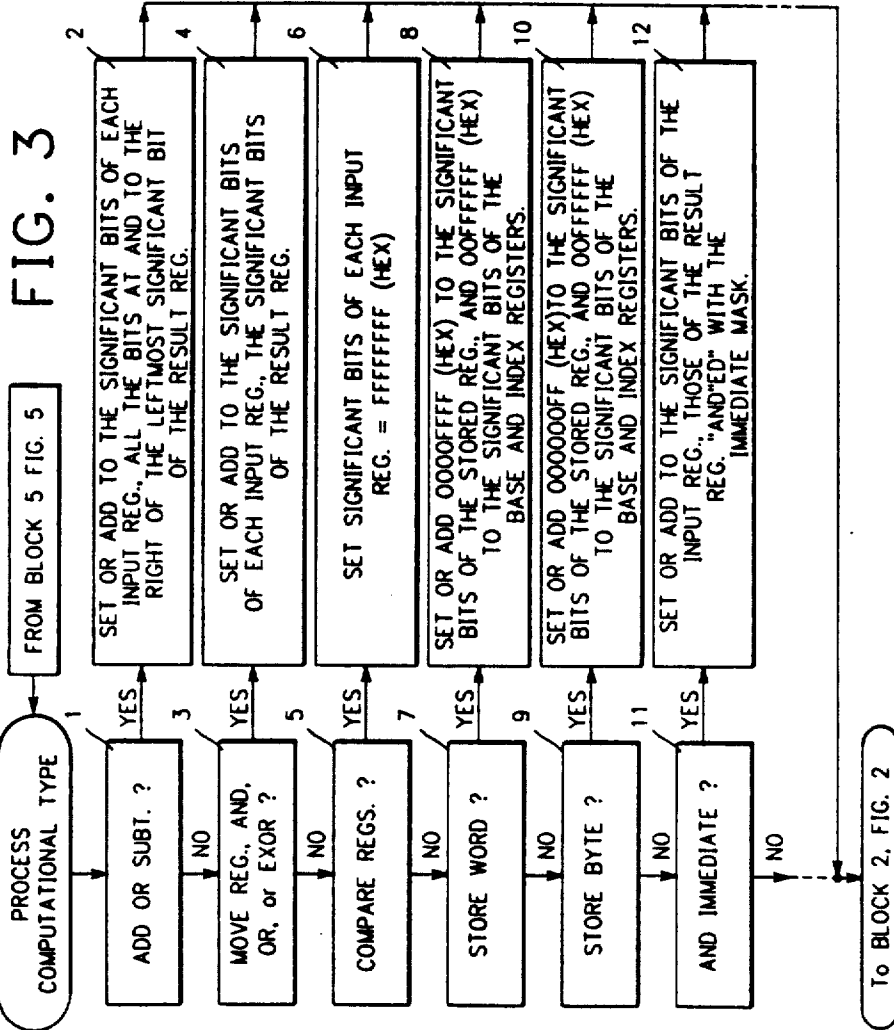 FIG. 3
FROM BLOCK 5 FIG. 5
PROCESS
COMPUTATIONAL TYPE
1
ADD OR SUBT. ?
YES
NO
2
SET OR ADD TO THE SIGNIFICANT BITS OF EACH
INPUT REG., ALL THE BITS AT AND TO THE
RIGHT OF THE LEFTMOST SIGNIFICANT BIT
OF THE RESULT REG.
3
MOVE REG., AND,
OR, or EXOR ?
YES
NO
4
SET OR ADD TO THE SIGNIFICANT BITS
OF EACH INPUT REG., THE SIGNIFICANT BITS
OF THE RESULT REG.
5
COMPARE REGS. ?
YES
NO
6
SET SIGNIFICANT BITS OF EACH INPUT
REG. = FFFFFFFF (HEX)
7
STORE WORD ?
YES
NO
8
SET OR ADD 0000FFFF (HEX) TO THE SIGNIFICANT
BITS OF THE STORED REG., AND 00FFFFFF (HEX)
TO THE SIGNIFICANT BITS OF THE
BASE AND INDEX REGISTERS.
9
STORE BYTE ?
YES
NO
10
SET OR ADD 000000FF (HEX)TO THE SIGNIFICANT
BITS OF THE STORED REG., AND 00FFFFFF (HEX)
TO THE SIGNIFICANT BITS OF THE
BASE AND INDEX REGISTERS.
11
AND IMMEDIATE ?
YES
NO
12
SET OR ADD TO THE SIGNIFICANT BITS OF THE
INPUT REG., THOSE OF THE RESULT
REG. "AND"ED" WITH THE
IMMEDIATE MASK.
To BLOCK 2, FIG. 2